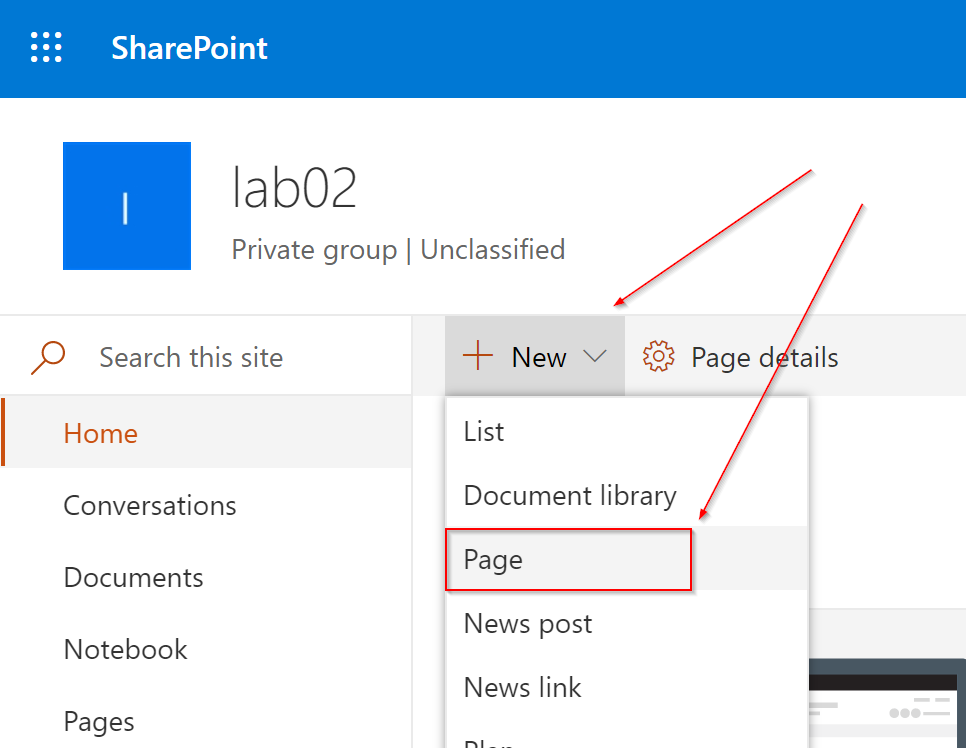 SharePoint
l
lab02
Private group | Unclassified
Search this site
New
Page details
Home
Conversations
Documents
Notebook
Pages
List
Document library
Page
News post
News link
Plan